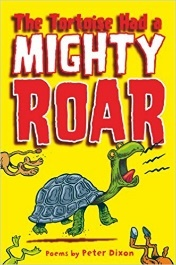 The Tortoise Had a
MIGHTY
ROAR
Poems by Peter Dixon